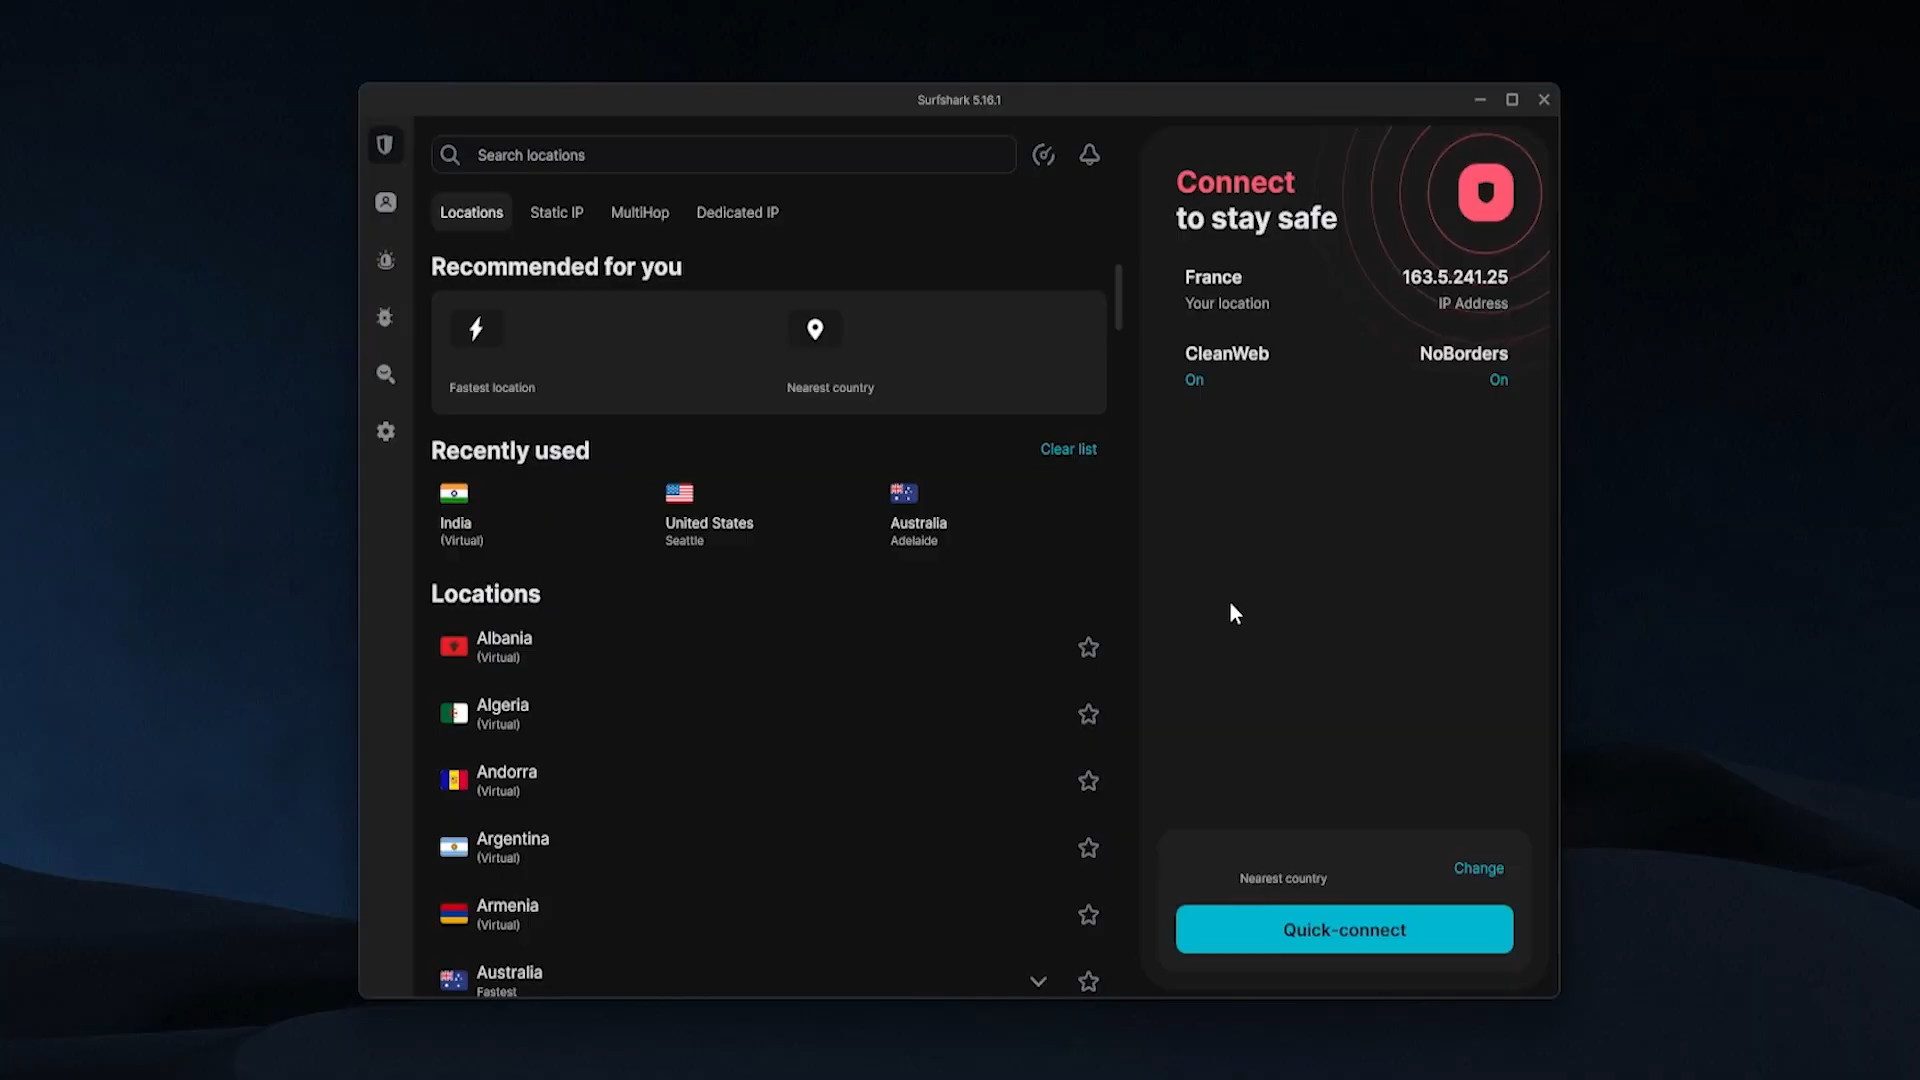 Surfshark 5.16.1
Search locations
Locations
Static IP
MultiHop
Dedicated IP
Recommended for you
Fastest location
Nearest country
Recently used
Clear list
India
(Virtual)
United States
Seattle
Australia
Adelaide
Locations
Albania
(Virtual)
Algeria
(Virtual)
Andorra
(Virtual)
Argentina
(Virtual)
Armenia
(Virtual)
Australia
Fastest
Connect
to stay safe
France
Your location
163.5.241.25
IP Address
CleanWeb
On
NoBorders
On
Nearest country
Change
Quick-connect